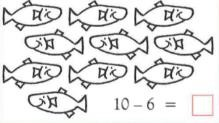 10 – 6 =